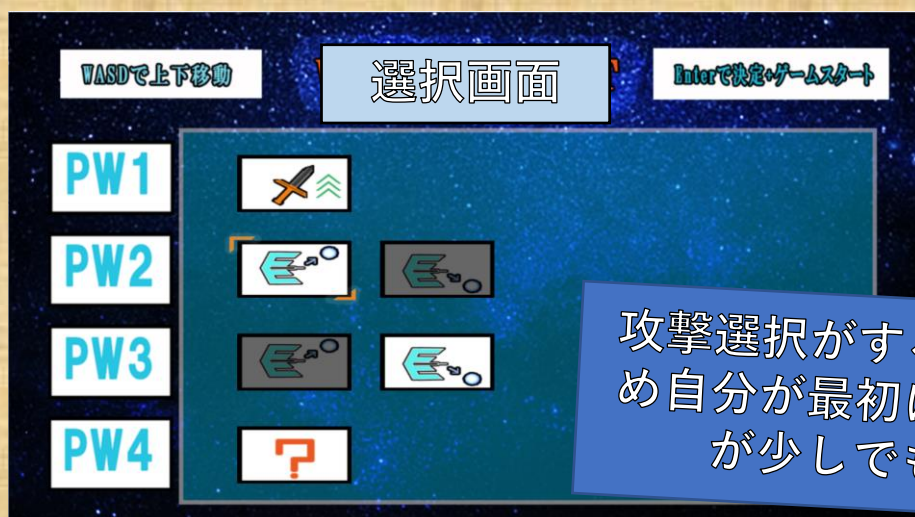 WASDで上下移動
選択画面
Enterで決定+ゲームスタート
PW1
PW2
PW3
PW4
?
攻撃選択がす
め自分が最初
が少しで